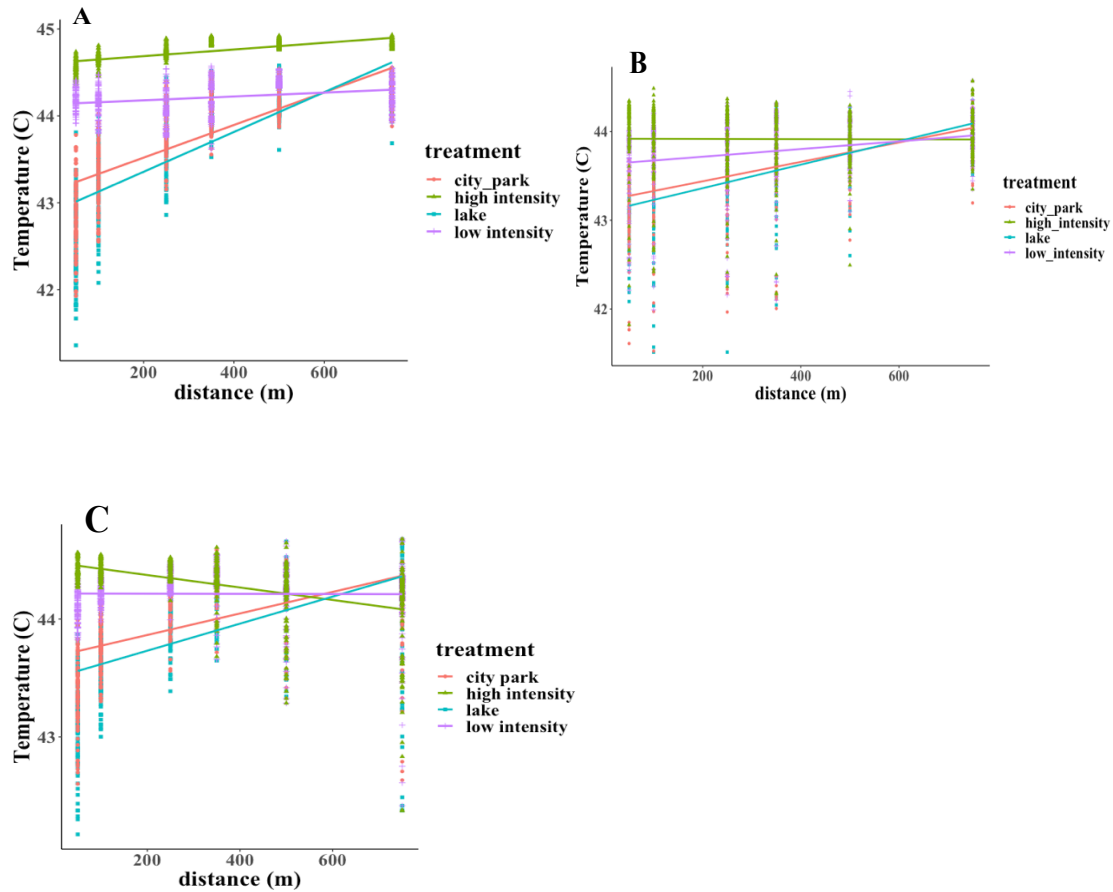 A
45
44
43
42
Temperature (C)
200 400 600
distance (m)
treatment
city_park
high intensity
lake
low intensity
B
44
43
42
Temperature (C)
200 400 600
distance (m)
treatment
city_park
high_intensity
lake
low_intensity
C
44
43
Temperature (C)
200 400 600
distance (m)
treatment
city park
high intensity
lake
low intensity